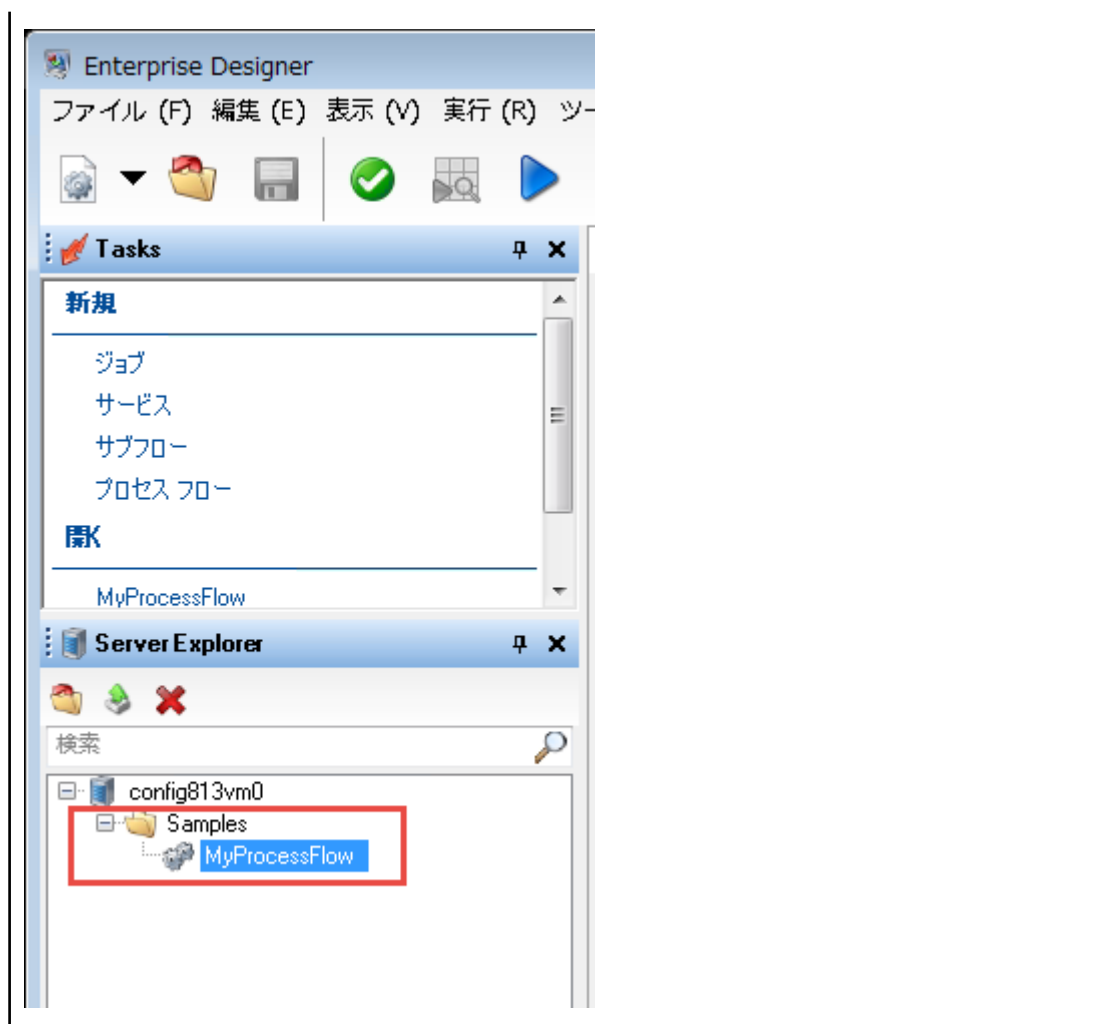 Enterprise Designer
ファイル (F) 編集 (E) 表示 (V) 実行 (R) ツー
Tasks
新規
ジョブ
サービス
サブフロー
プロセス フロー
開く
MyProcessFlow
Server Explorer
検索
config813vm0
Samples
MyProcessFlow